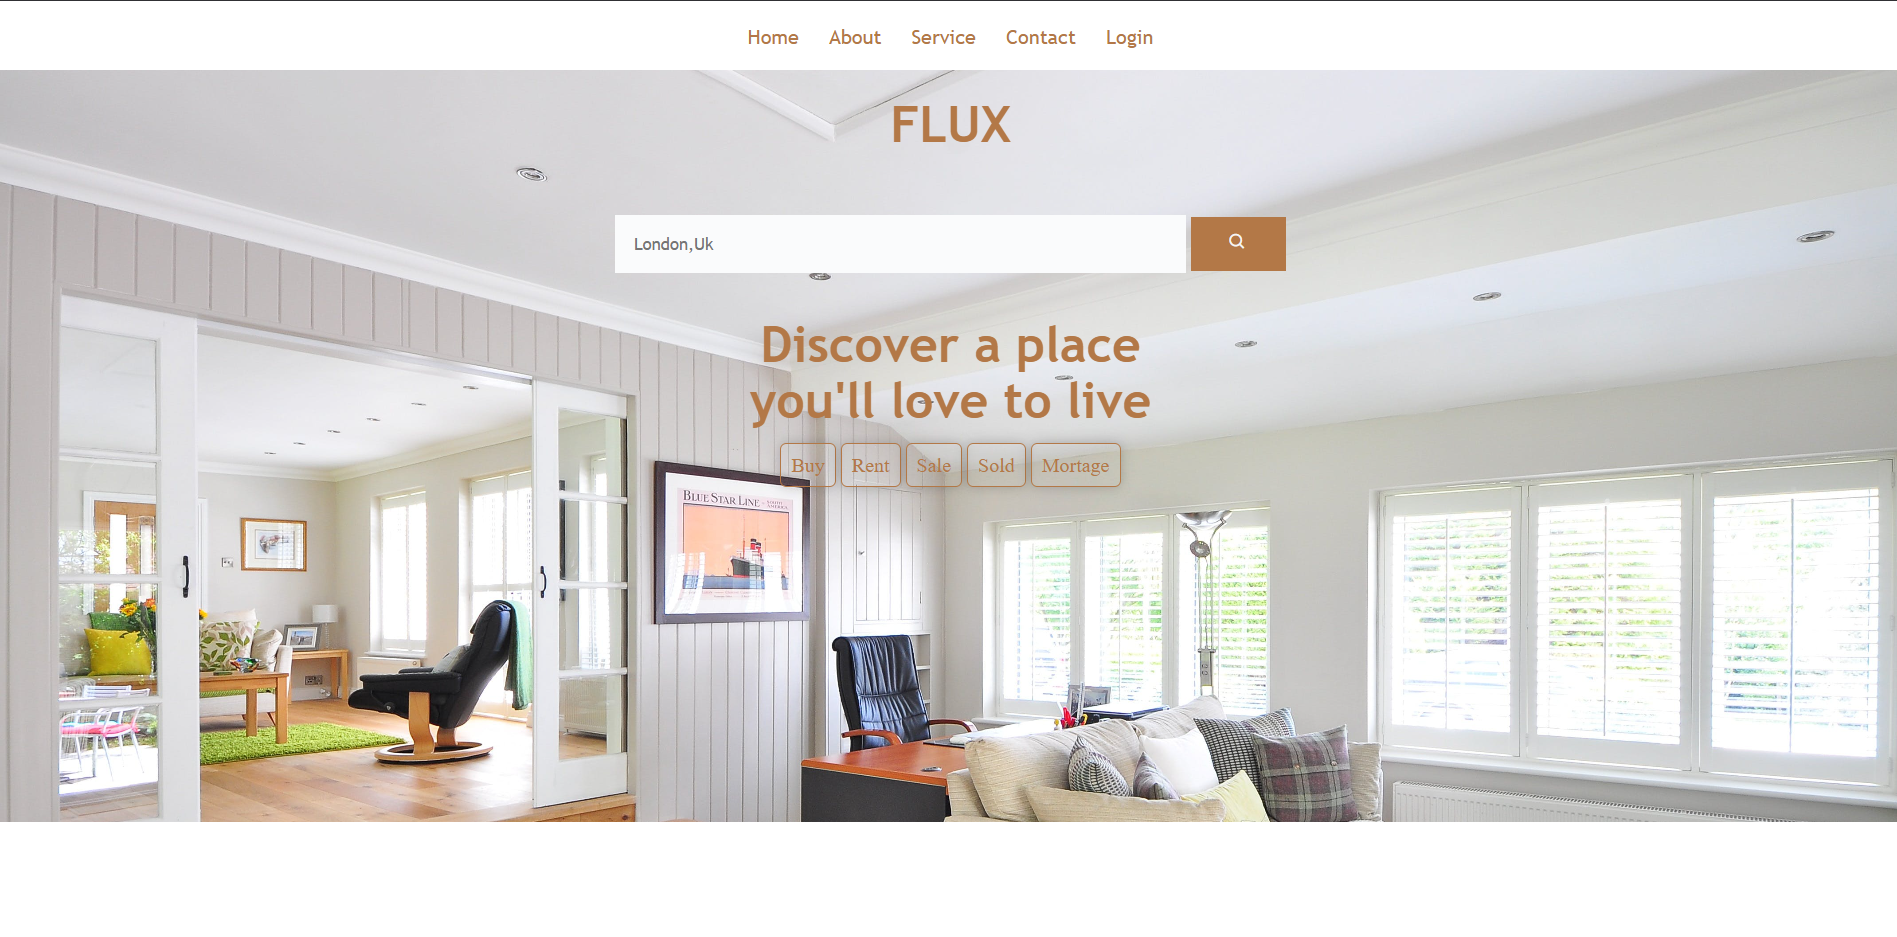 Home About Service Contact Login
FLUX
London,Uk
Discover a place
you'll love to live
Buy Rent Sale Sold Mortage
BLUE STAR LINE